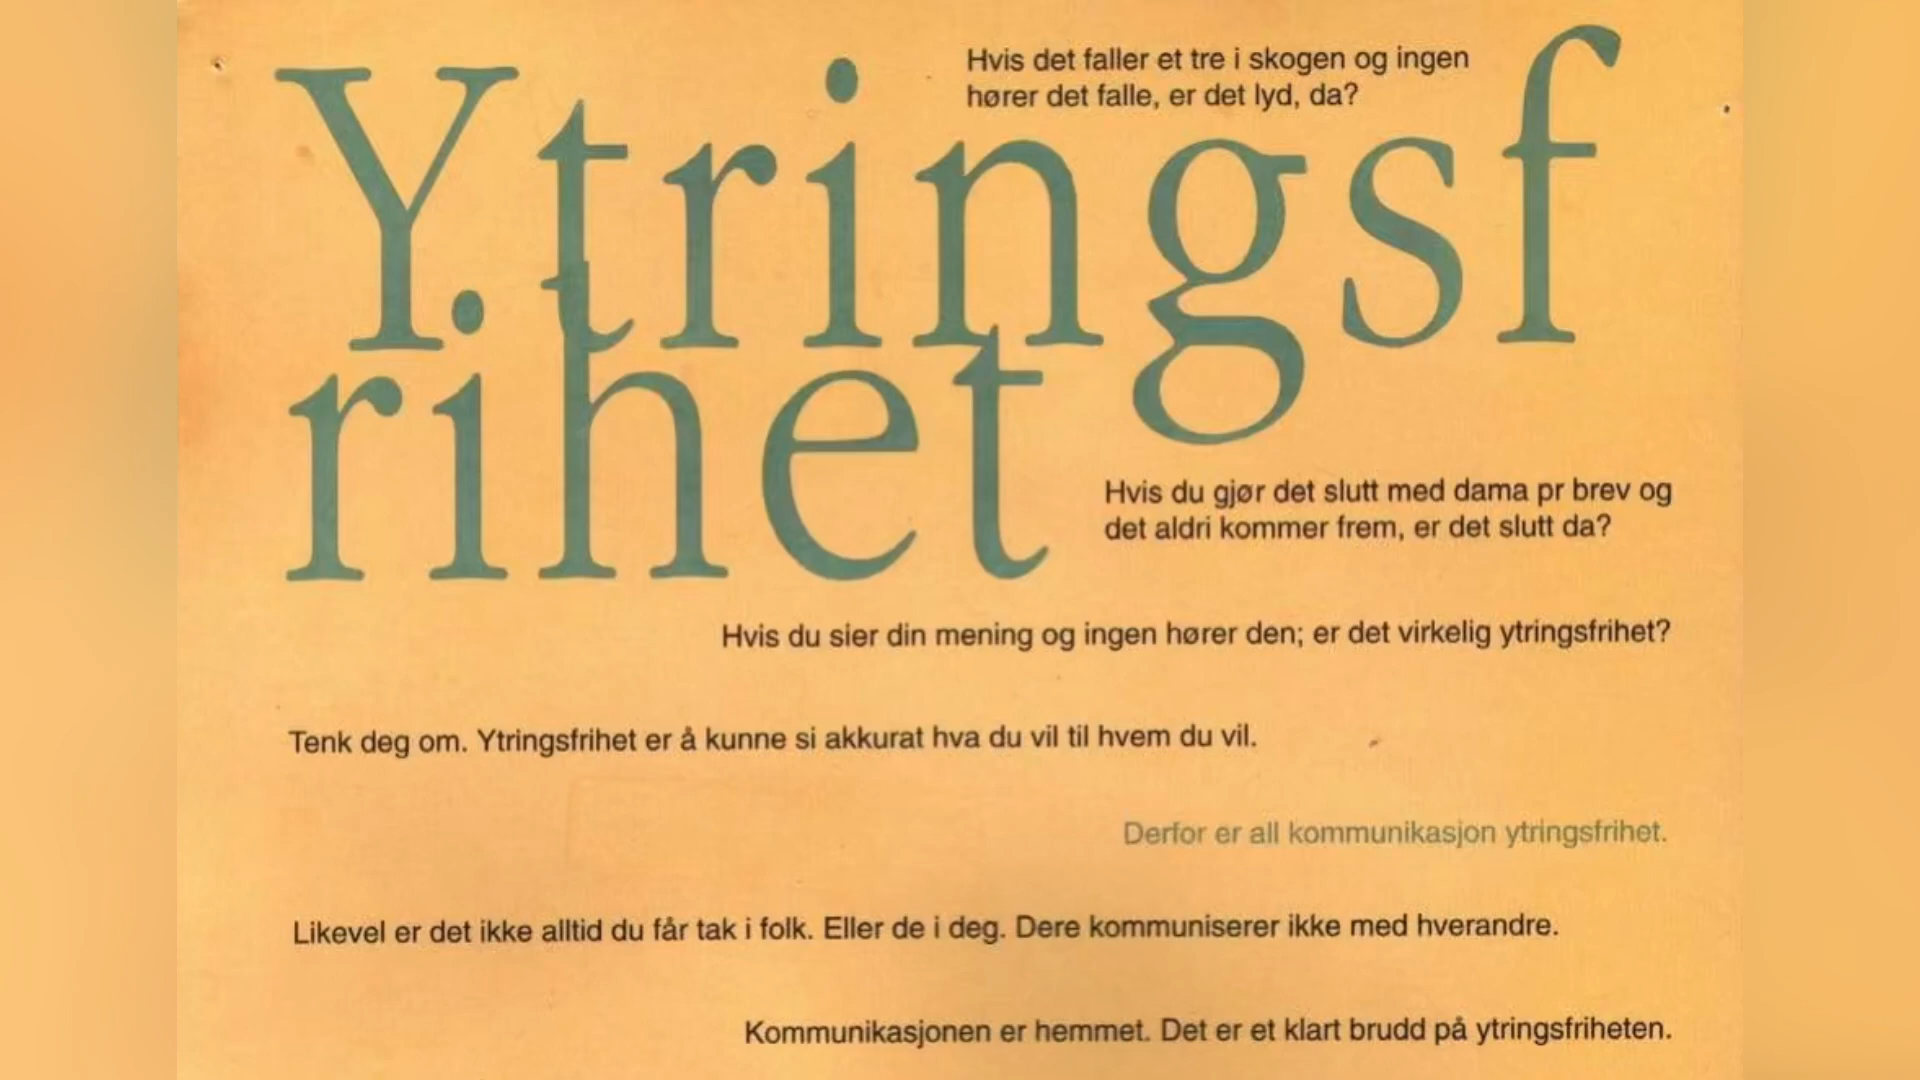 Hvis det faller et tre i skogen og ingen
hører det falle, er det lyd, da?
Ytringsf
rihet
Hvis du gjør det slutt med dama pr brev og
det aldri kommer frem, er det slutt da?
Hvis du sier din mening og ingen hører den; er det virkelig ytringsfrihet?
Tenk deg om. Ytringsfrihet er å kunne si akkurat hva du vil til hvem du vil.
Derfor er all kommunikasjon ytringsfrihet.
Likevel er det ikke alltid du får tak i folk. Eller de i deg. Dere kommuniserer ikke med hverandre.
Kommunikasjonen er hemmet. Det er et klart brudd på ytringsfriheten.